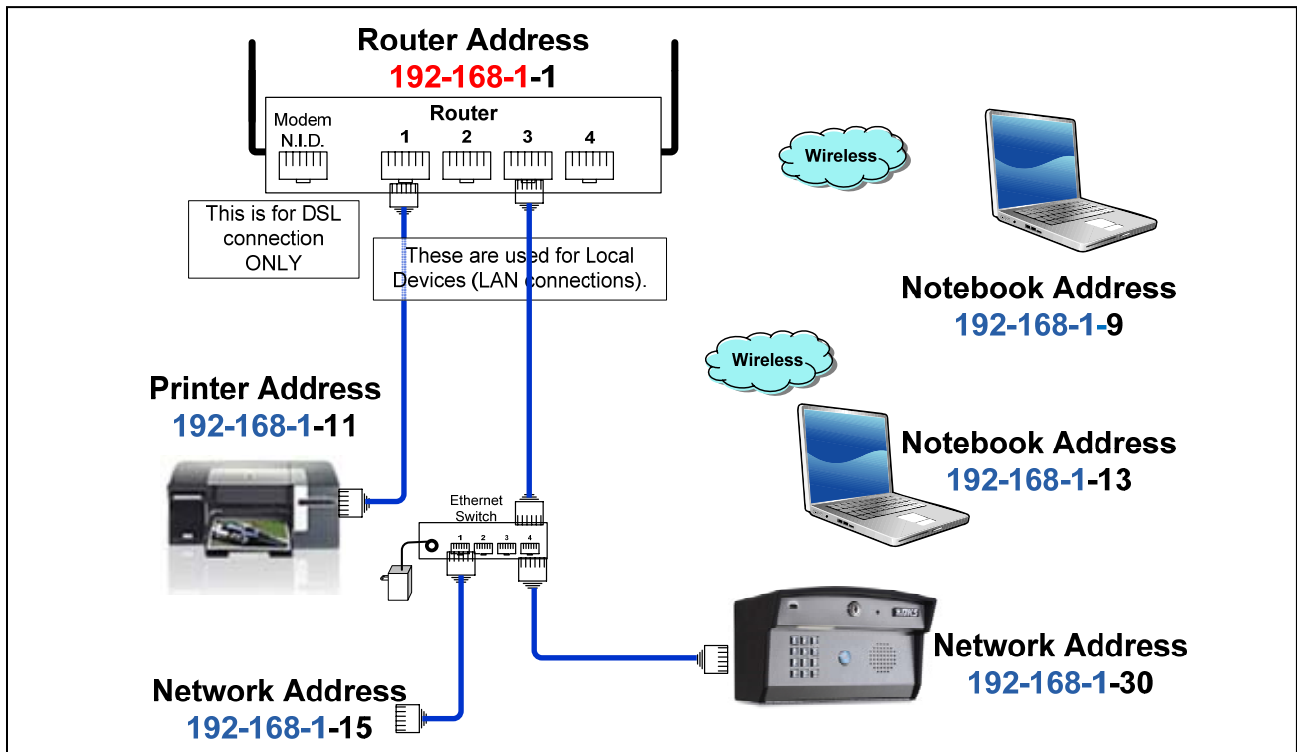 Router Address
192-168-1-1
Router
Modem
N.I.D.
1
2
3
4
Wireless
This is for DSL
connection
ONLY
These are used for Local
Devices (LAN connections).
Notebook Address
192-168-1-9
Wireless
Printer Address
192-168-1-11
Notebook Address
192-168-1-13
Ethernet
Switch
1
2
3
4
Network Address
192-168-1-30
Network Address
192-168-1-15